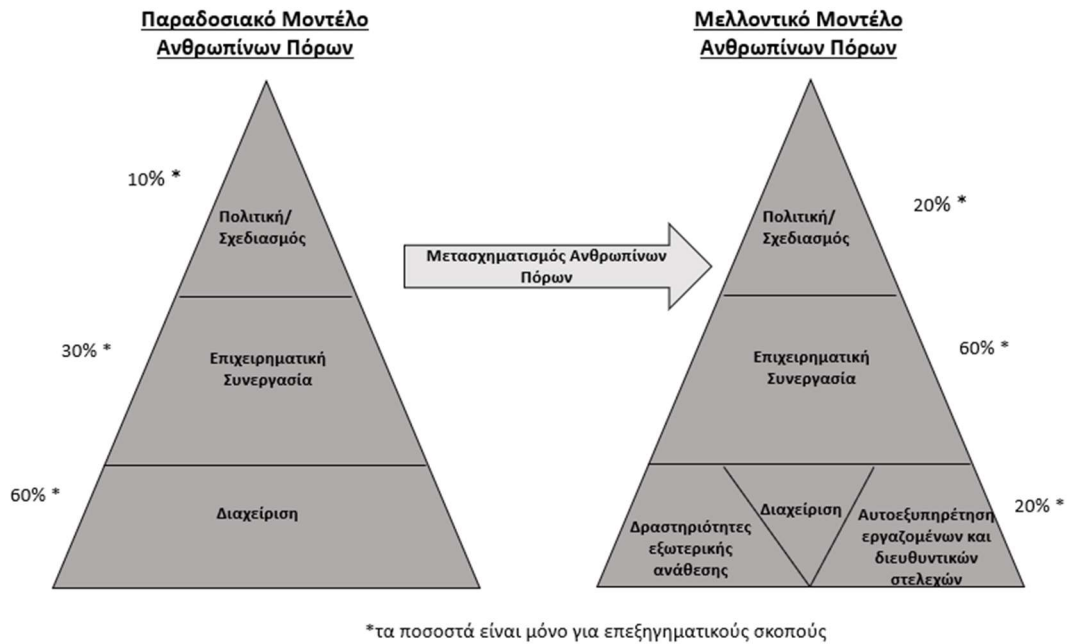 Παραδοσιακό Μοντέλο
Ανθρωπίνων Πόρων
10% *
Πολιτική/
Σχεδιασμός
30% *
Επιχειρηματική
Συνεργασία
60% *
Διαχείριση
Μετασχηματισμός Ανθρωπίνων
Πόρων
Μελλοντικό Μοντέλο
Ανθρωπίνων Πόρων
Πολιτική/
Σχεδιασμός
20% *
Επιχειρηματική
Συνεργασία
60% *
Δραστηριότητες
εξωτερικής
ανάθεσης
Διαχείριση
Αυτοεξυπηρέτηση
εργαζομένων και
διευθυντικών
στελεχών
20% *
*τα ποσοστά είναι μόνο για επεξηγηματικούς σκοπούς